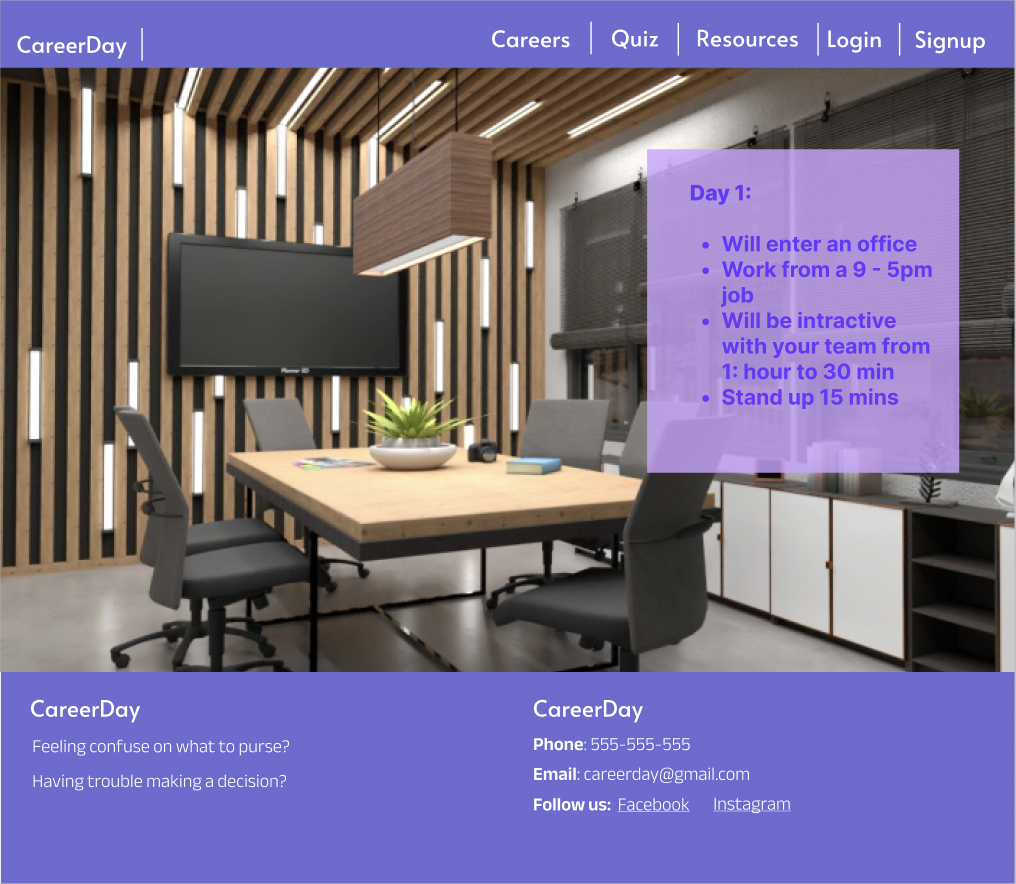 CareerDay
Careers
Quiz
Resources
Login
Signup
Day 1:
• Will enter an office
• Work from a 9 - 5pm
job
• Will be intractive
with your team from
1: hour to 30 min
• Stand up 15 mins
CareerDay
Feeling confuse on what to purse?
Having trouble making a decision?
CareerDay
Phone: 555-555-555
Email: careerday@gmail.com
Follow us: Facebook Instagram